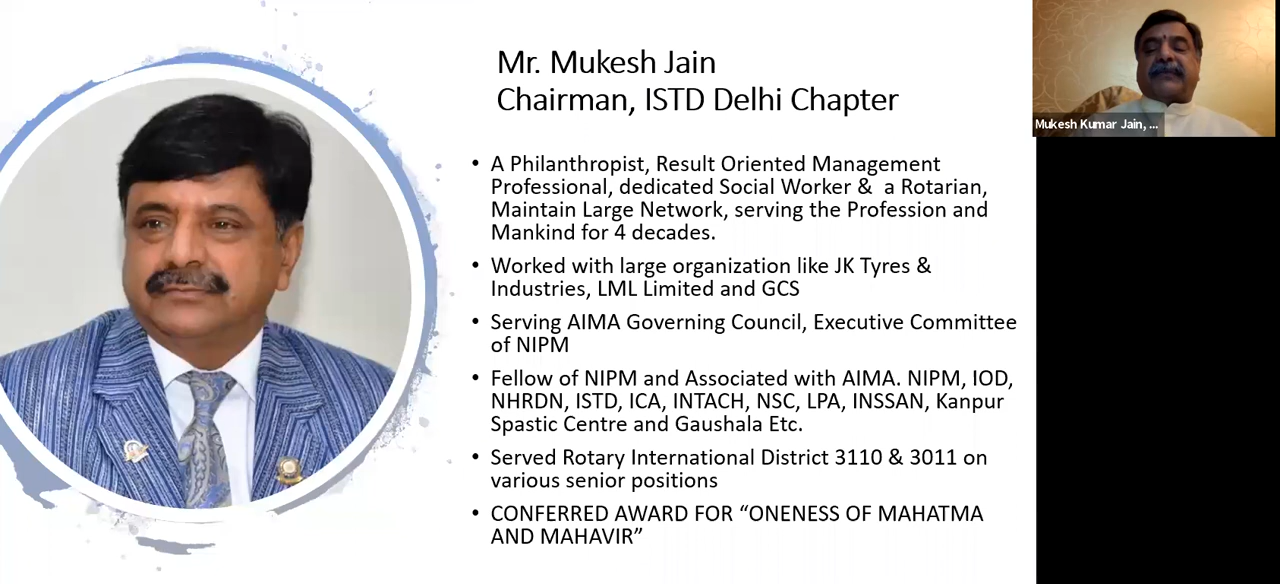 Mr. Mukesh Jain
Chairman, ISTD Delhi Chapter
• A Philanthropist, Result Oriented Management
Professional, dedicated Social Worker & a Rotarian,
Maintain Large Network, serving the Profession and
Mankind for 4 decades.
• Worked with large organization like JK Tyres &
Industries, LML Limited and GCS
• Serving AIMA Governing Council, Executive Committee
of NIPM
• Fellow of NIPM and Associated with AIMA. NIPM, IOD,
NHRDN, ISTD, ICA, INTACH, NSC, LPA, INSSAN, Kanpur
Spastic Centre and Gaushala Etc.
• Served Rotary International District 3110 & 3011 on
various senior positions
• CONFERRED AWARD FOR “ONENESS OF MAHATMA
AND MAHAVIR”
Mukesh Kumar Jain, ...